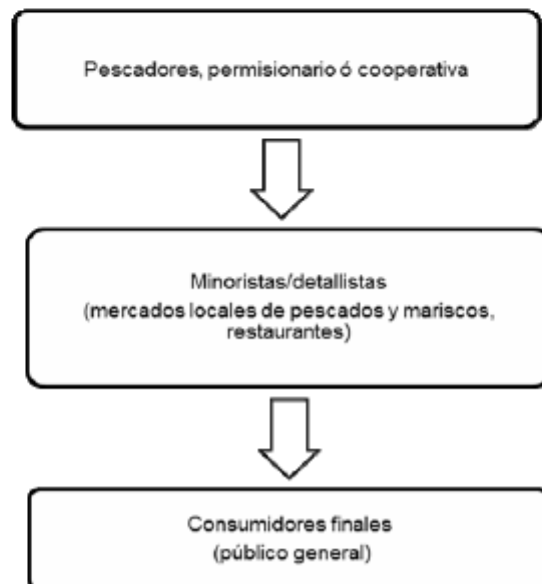 Pescadores, permisionario ó cooperativa
Minoristas/detallistas
(mercados locales de pescados y mariscos,
restaurantes)
Consumidores finales
(público general)